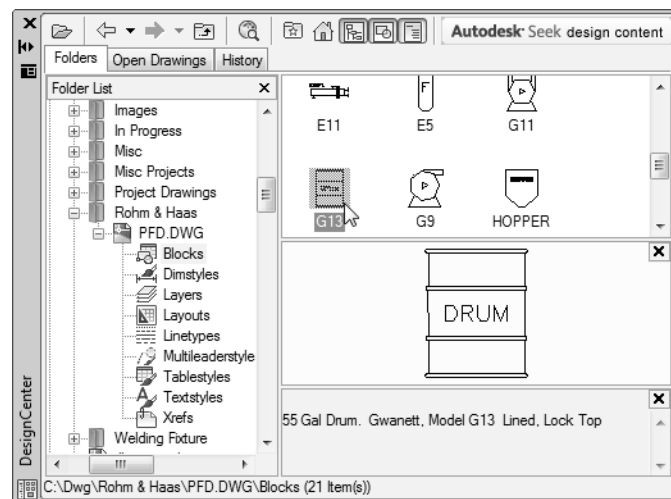 Autodesk® Seek design content
Folders Open Drawings History
Folder List
Images
In Progress
Misc
Misc Projects
Project Drawings
Rohm & Haas
PFD.DWG
Blocks
Dimstyles
Layers
Layouts
Linetypes
Multileaderstyle
Tablestyles
Textstyles
Xrefs
Welding Fixture
F
E11 E5 G11
G13 G9 HOPPER
DRUM
55 Gal Drum. Gwanett, Model G13 Lined, Lock Top
DesignCenter
C:\Dwg\Rohm & Haas\PFD.DWG\Blocks (21 Item(s))